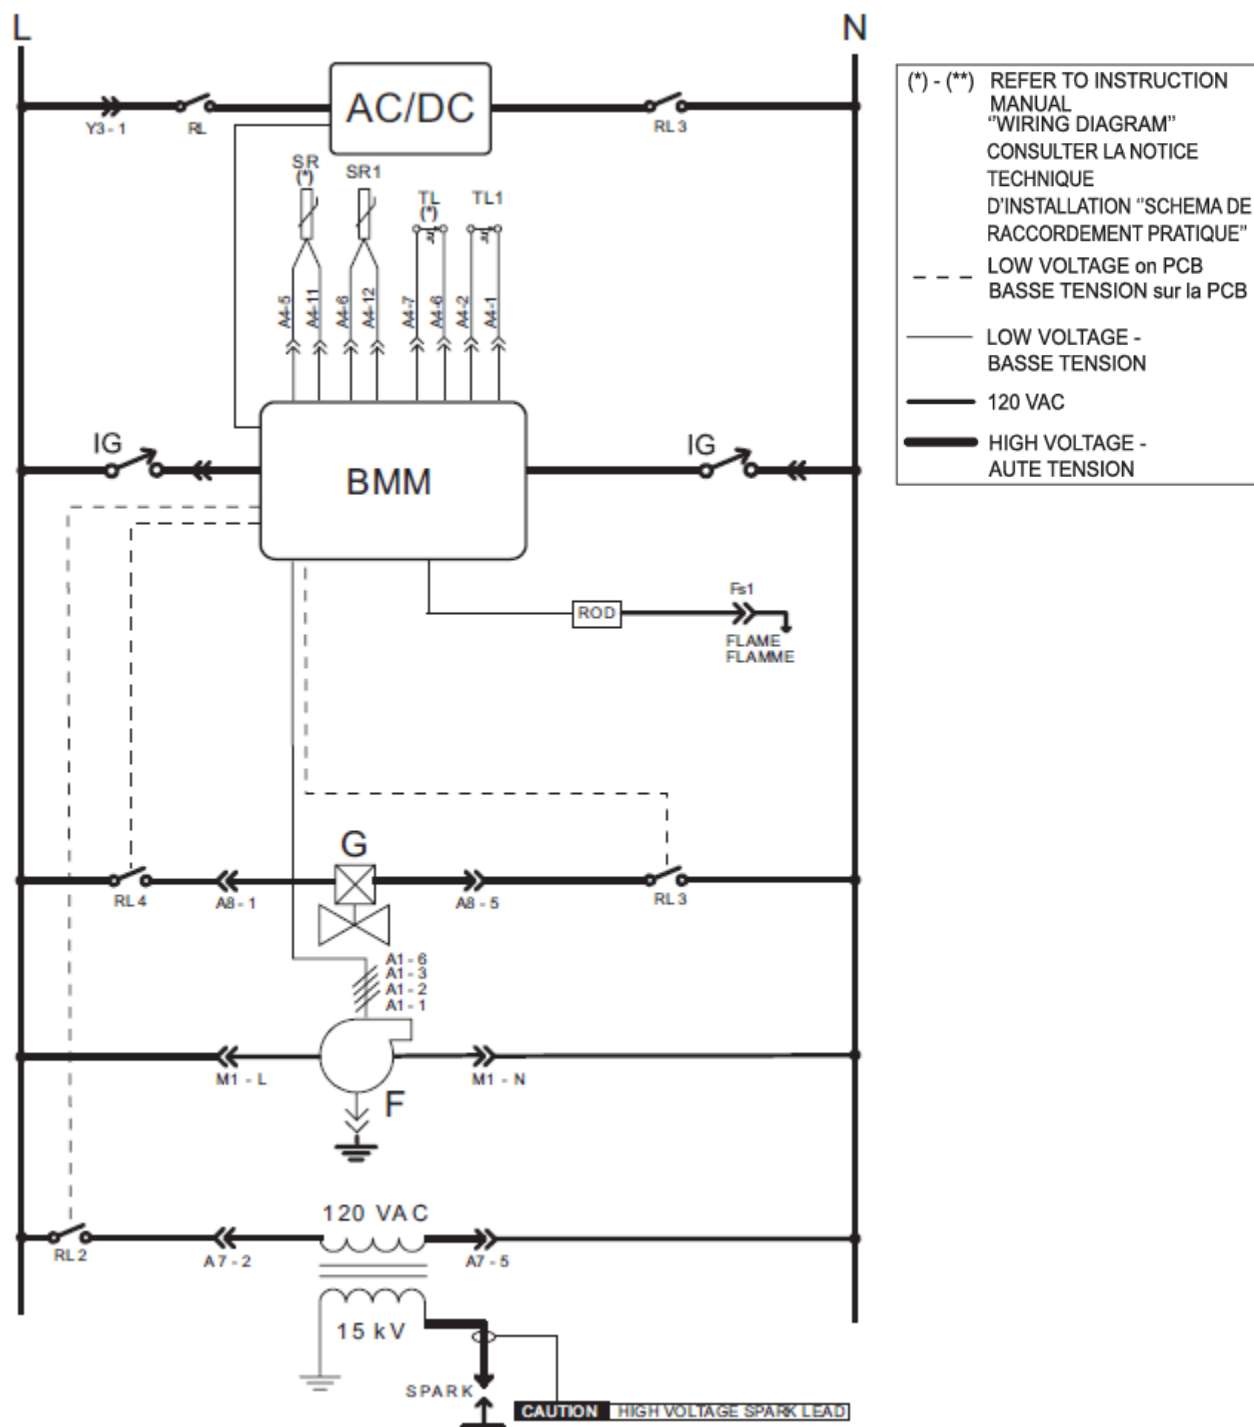 L
N
AC/DC
Y3 - 1
RL
RL 3
SR
(*)
SR1
TL
(*)
TL1
A4-5
A4-11
A4-6
A4-12
A4-7
A4-6
A4-2
A4-1
IG
BMM
IG
ROD
Fs1
FLAME
FLAMME
G
RL 4
A8 - 1
A8 - 5
RL 3
A1 - 6
A1 - 3
A1 - 2
A1 - 1
M1 - L
M1 - N
F
120 VAC
RL 2
A7 - 2
A7 - 5
15 kV
SPARK
CAUTION HIGH VOLTAGE SPARK LEAD
(*) - (**) REFER TO INSTRUCTION
MANUAL
"WIRING DIAGRAM"
CONSULTER LA NOTICE
TECHNIQUE
D'INSTALLATION "SCHEMA DE
RACCORDEMENT PRATIQUE"
LOW VOLTAGE on PCB
BASSE TENSION sur la PCB
LOW VOLTAGE -
BASSE TENSION
120 VAC
HIGH VOLTAGE -
AUTE TENSION